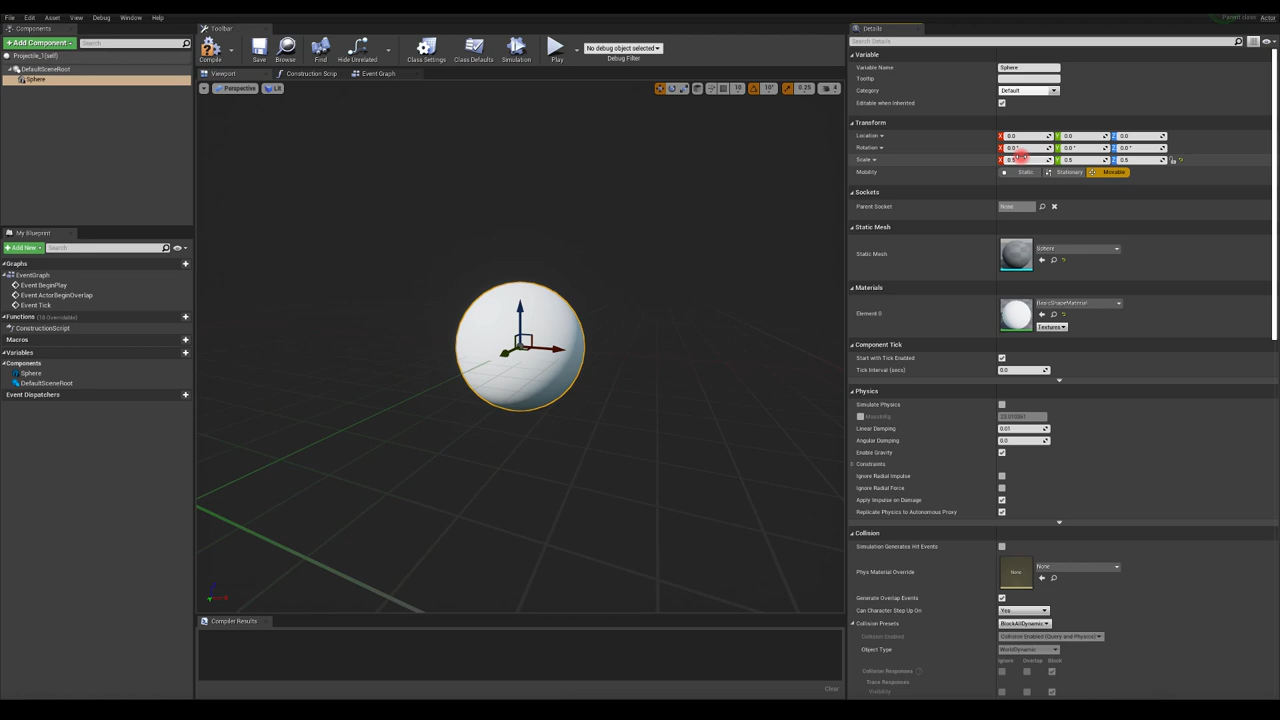 File Edit Asset View Debug Window Help
Parent class: Actor
Components
Toolbar
Details
+ Add Component
Search
Projectile_1(self)
DefaultSceneRoot
Sphere
Compile
Save
Browse
Find
Hide Unrelated
Class Settings
Class Defaults
Simulation
Play
No debug object selected
Debug Filter
Viewport
Construction Script
Event Graph
Perspective
Lit
10
10°
0.25
4
My Blueprint
+ Add New
Search
Graphs
EventGraph
Event BeginPlay
Event ActorBeginOverlap
Event Tick
Functions (18 Overridable)
ConstructionScript
Macros
Variables
Components
Sphere
DefaultSceneRoot
Event Dispatchers
Compiler Results
Clear
Search Details
Variable
Variable Name Sphere
Tooltip
Category Default
Editable when Inherited
Transform
Location X 0.0 Y 0.0 Z 0.0
Rotation X 0.0 ° Y 0.0 ° Z 0.0 °
Scale X 0.5 Y 0.5 Z 0.5
Mobility Static Stationary Movable
Sockets
Parent Socket None
Static Mesh
Static Mesh Sphere
Materials
Element 0 BasicShapeMaterial
Textures
Component Tick
Start with Tick Enabled
Tick Interval (secs) 0.0
Physics
Simulate Physics
MassInKg
Linear Damping 0.01
Angular Damping 0.0
Enable Gravity
Constraints
Ignore Radial Impulse
Ignore Radial Force
Apply Impulse on Damage
Replicate Physics to Autonomous Proxy
Collision
Simulation Generates Hit Events
Phys Material Override None None
Generate Overlap Events
Can Character Step Up On Yes
Collision Presets BlockAllDynamic
Collision Enabled Collision Enabled (Query and Physics)
Object Type WorldDynamic
Ignore Overlap Block
Collision Responses
Trace Responses
Visibility